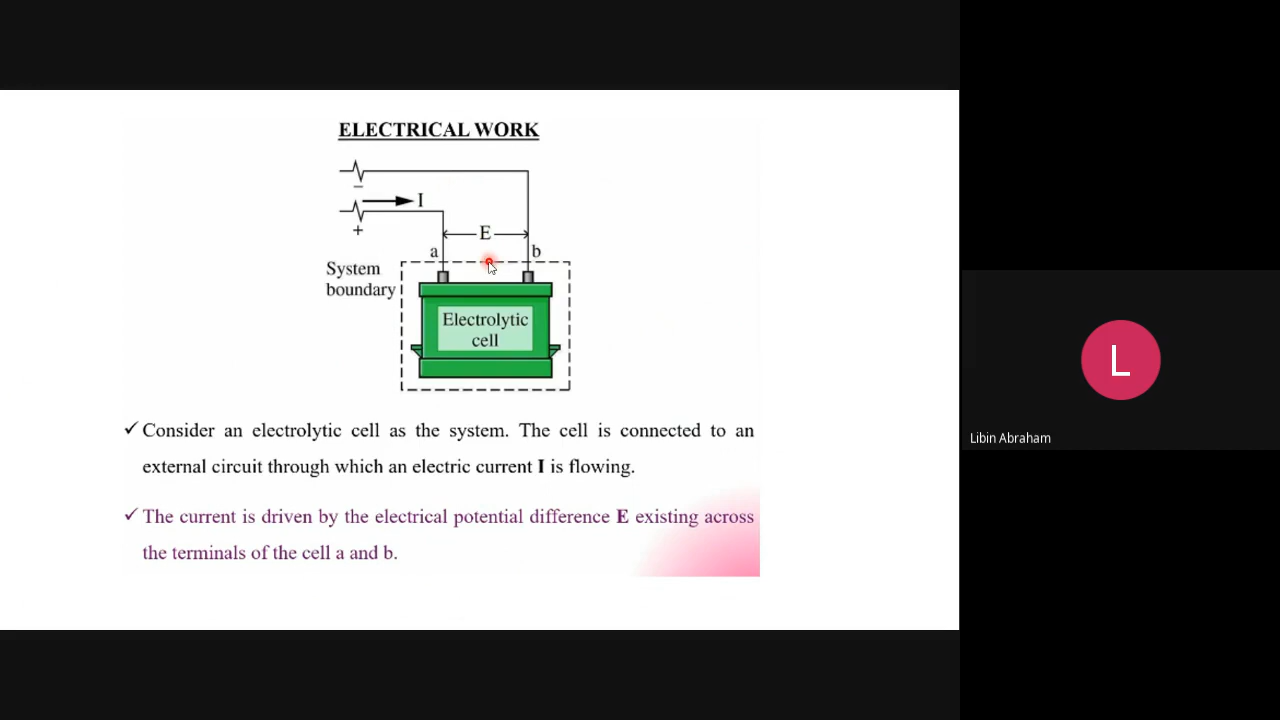 ELECTRICAL WORK
–
I
+
E
a
b
System
boundary
Electrolytic
cell
✓ Consider an electrolytic cell as the system. The cell is connected to an
external circuit through which an electric current I is flowing.
✓ The current is driven by the electrical potential difference E existing across
the terminals of the cell a and b.
L
Libin Abraham